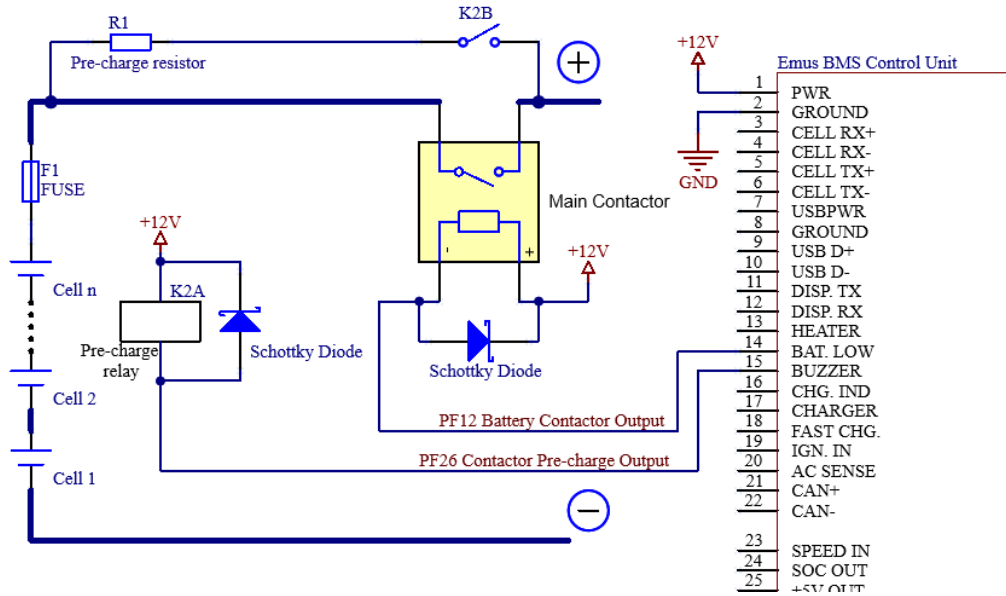 R1
K2B
Pre-charge resistor
+
+12V
Emus BMS Control Unit
1 PWR
2 GROUND
3 CELL RX+
4 CELL RX-
5 CELL TX+
6 CELL TX-
7 USBPWR
8 GROUND
9 USB D+
10 USB D-
11 DISP. TX
12 DISP. RX
13 HEATER
14 BAT. LOW
15 BUZZER
16 CHG. IND
17 CHARGER
18 FAST CHG.
19 IGN. IN
20 AC SENSE
21 CAN+
22 CAN-
23 SPEED IN
24 SOC OUT
25 +5V OUT
GND
F1
FUSE
Main Contactor
- +
+12V
+12V
Cell n
K2A
Pre-charge
relay
Schottky Diode
Schottky Diode
Cell 2
PF12 Battery Contactor Output
PF26 Contactor Pre-charge Output
Cell 1
−